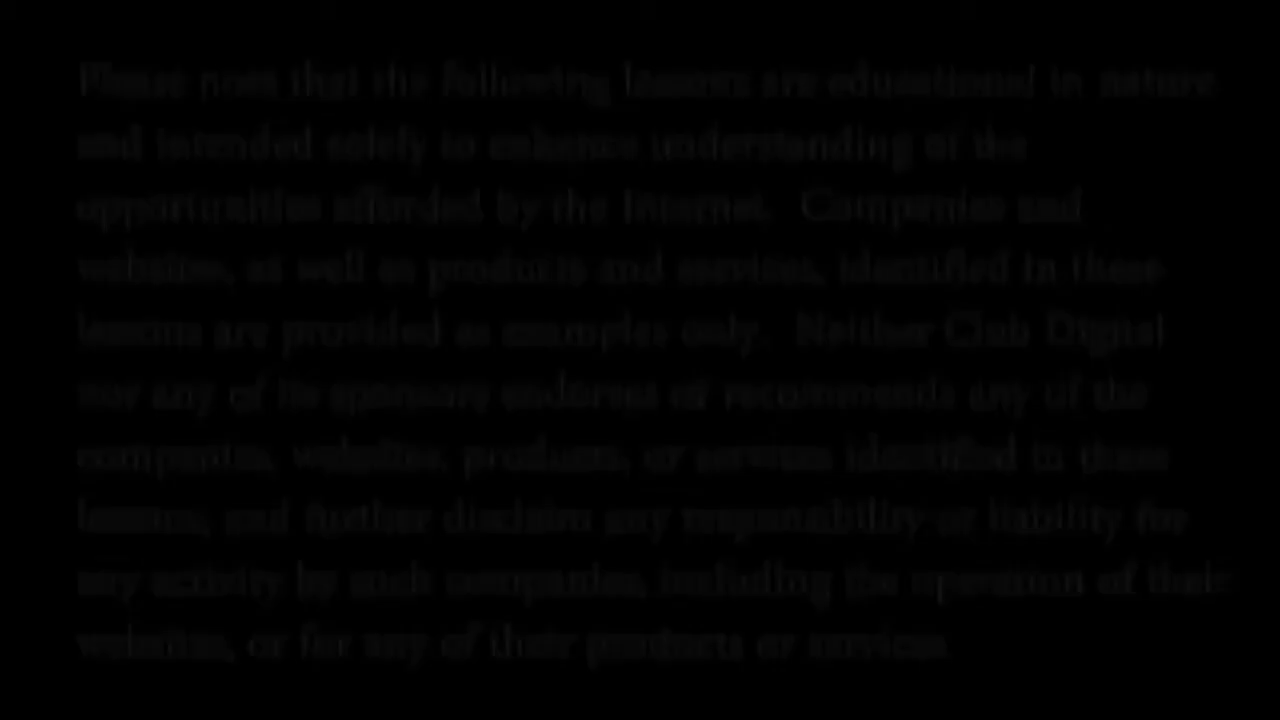 Please note that the following lessons are educational in nature
and intended solely to enhance understanding of the
opportunities afforded by the Internet. Companies and
websites, as well as products and services, identified in these
lessons are provided as examples only. Neither Club Digital
nor any of its sponsors endorses or recommends any of the
companies, websites, products, or services identified in these
lessons, and further disclaim any responsibility or liability for
any activity by such companies, including the operation of their
websites, or for any of their products or services.